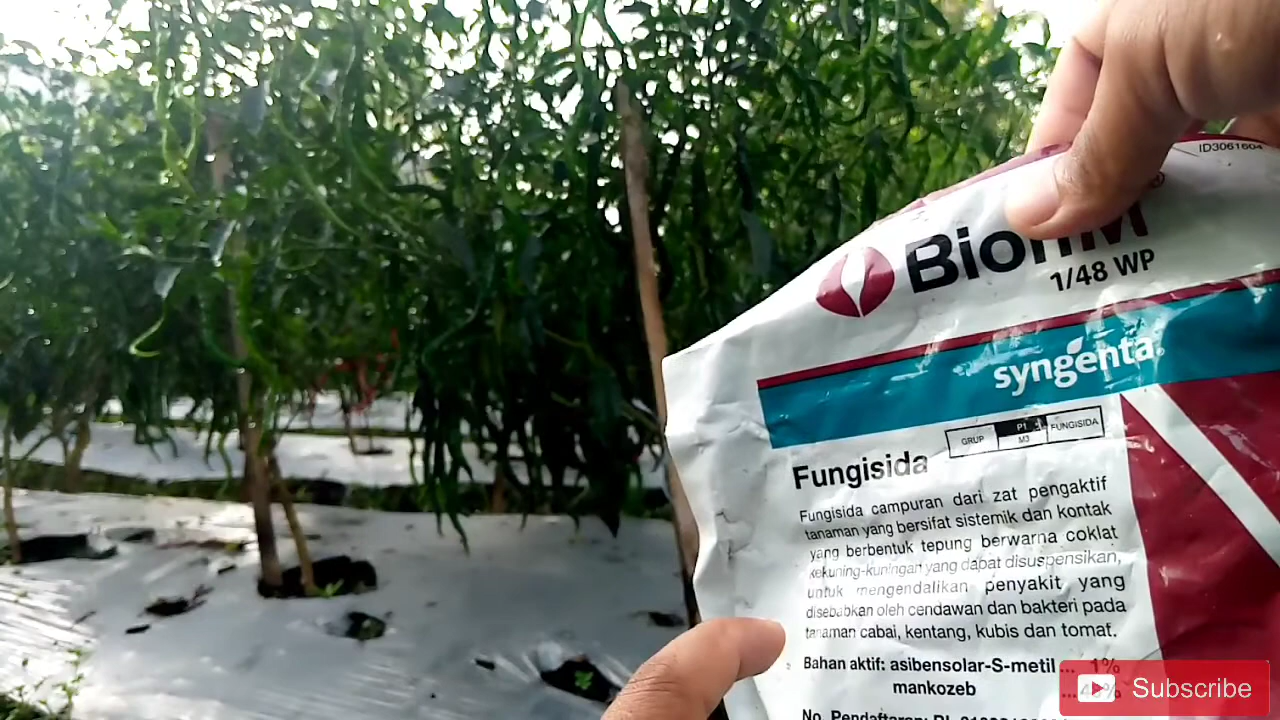 ID3061604
1/48 WP
syngenta
GRUP P1 M3 FUNGISIDA
Fungisida
Fungisida campuran dari zat pengaktif
tanaman yang bersifat sistemik dan kontak
yang berbentuk tepung berwarna coklat
kekuning-kuningan yang dapat disuspensikan,
untuk mengendalikan penyakit yang
disebabkan oleh cendawan dan bakteri pada
tanaman cabai, kentang, kubis dan tomat.
Bahan aktif: asibensolar-S-metil ... 1%
mankozeb
No. Pendaftaran:
Subscribe